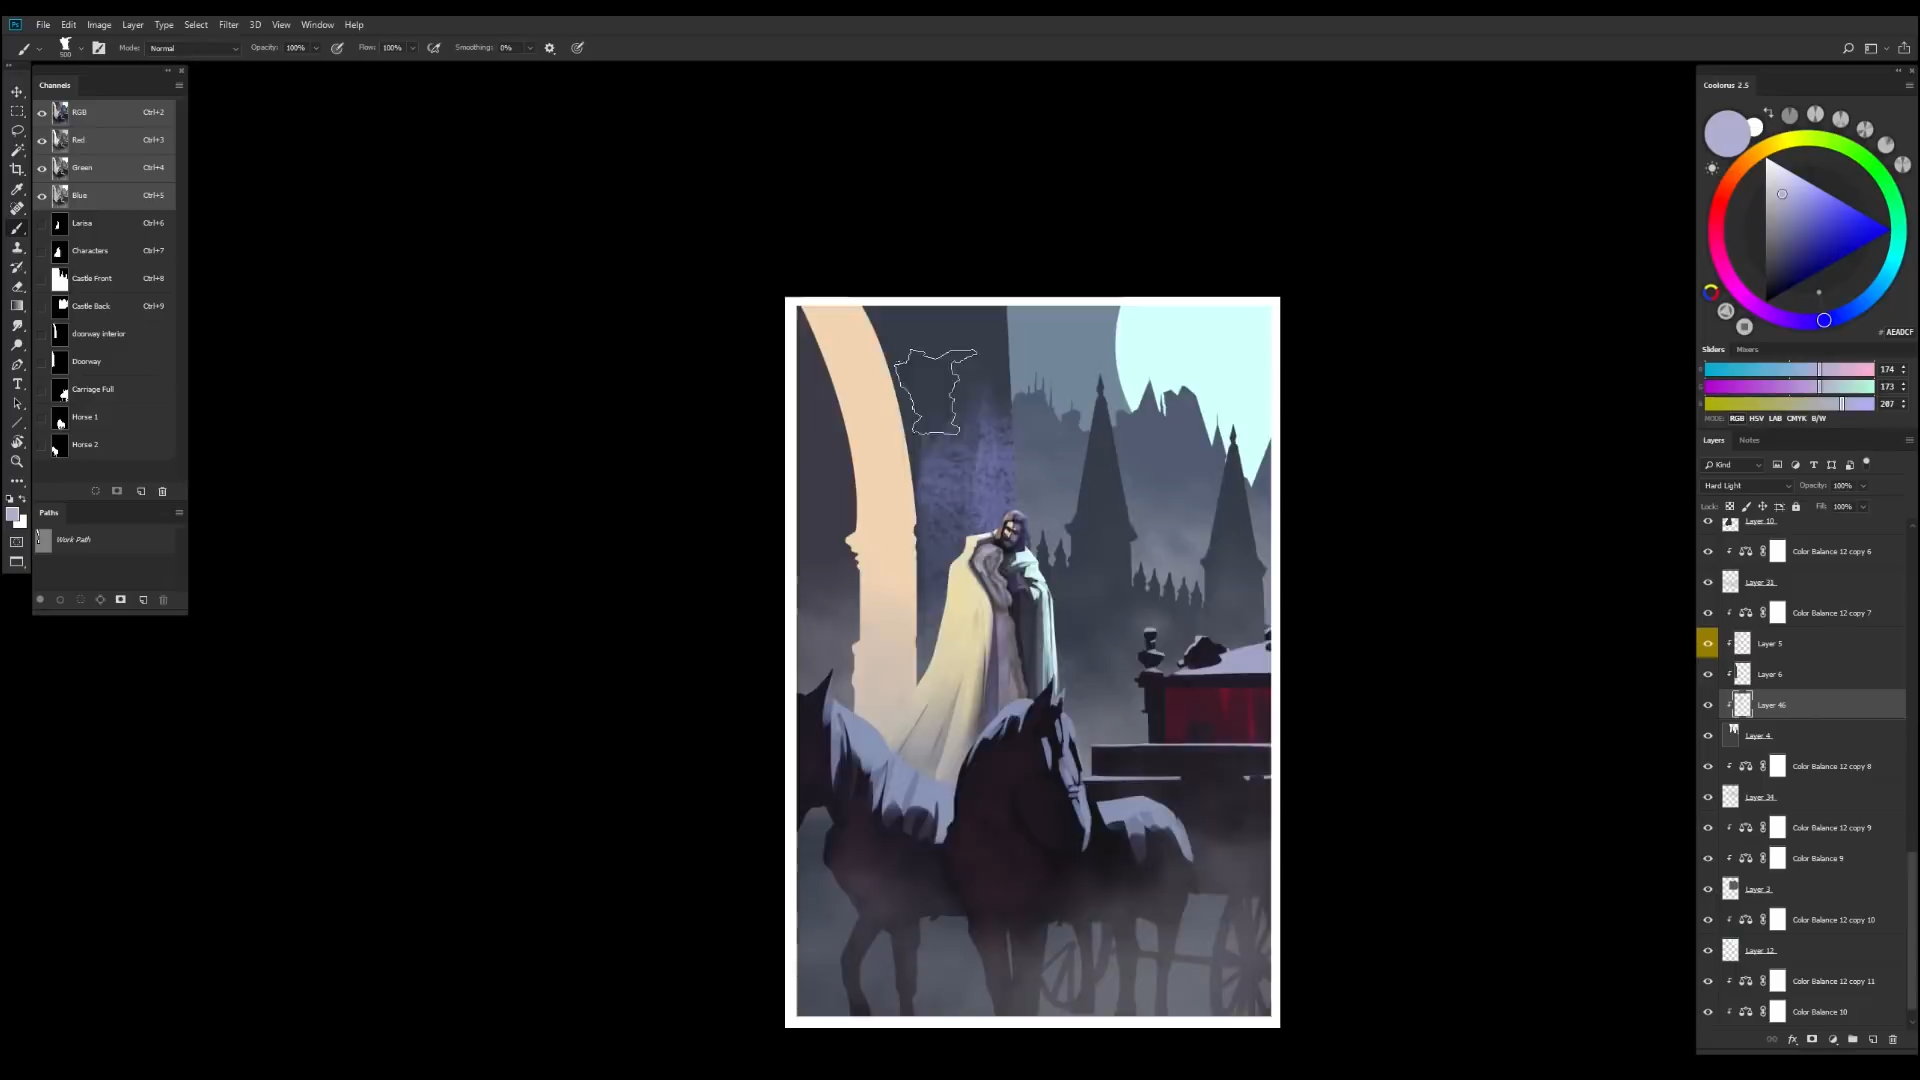 Ps File Edit Image Layer Type Select Filter 3D View Window Help
500 Mode: Normal Opacity: 100% Flow: 100% Smoothing: 0%
Channels
RGB Ctrl+2
Red Ctrl+3
Green Ctrl+4
Blue Ctrl+5
Larisa Ctrl+6
Characters Ctrl+7
Castle Front Ctrl+8
Castle Back Ctrl+9
doorway interior
Doorway
Carriage Full
Horse 1
Horse 2
Paths
Work Path
Coolorus 2.5
# AEADCF
Sliders Mixers
174
173
207
MODE: RGB HSV LAB CMYK B/W
Layers Notes
Kind
Hard Light Opacity: 100%
Lock: Fill: 100%
Layer 10
Color Balance 12 copy 6
Layer 31
Color Balance 12 copy 7
Layer 5
Layer 6
Layer 46
Layer 4
Color Balance 12 copy 8
Layer 34
Color Balance 12 copy 9
Color Balance 9
Layer 3
Color Balance 12 copy 10
Layer 12
Color Balance 12 copy 11
Color Balance 10
fx